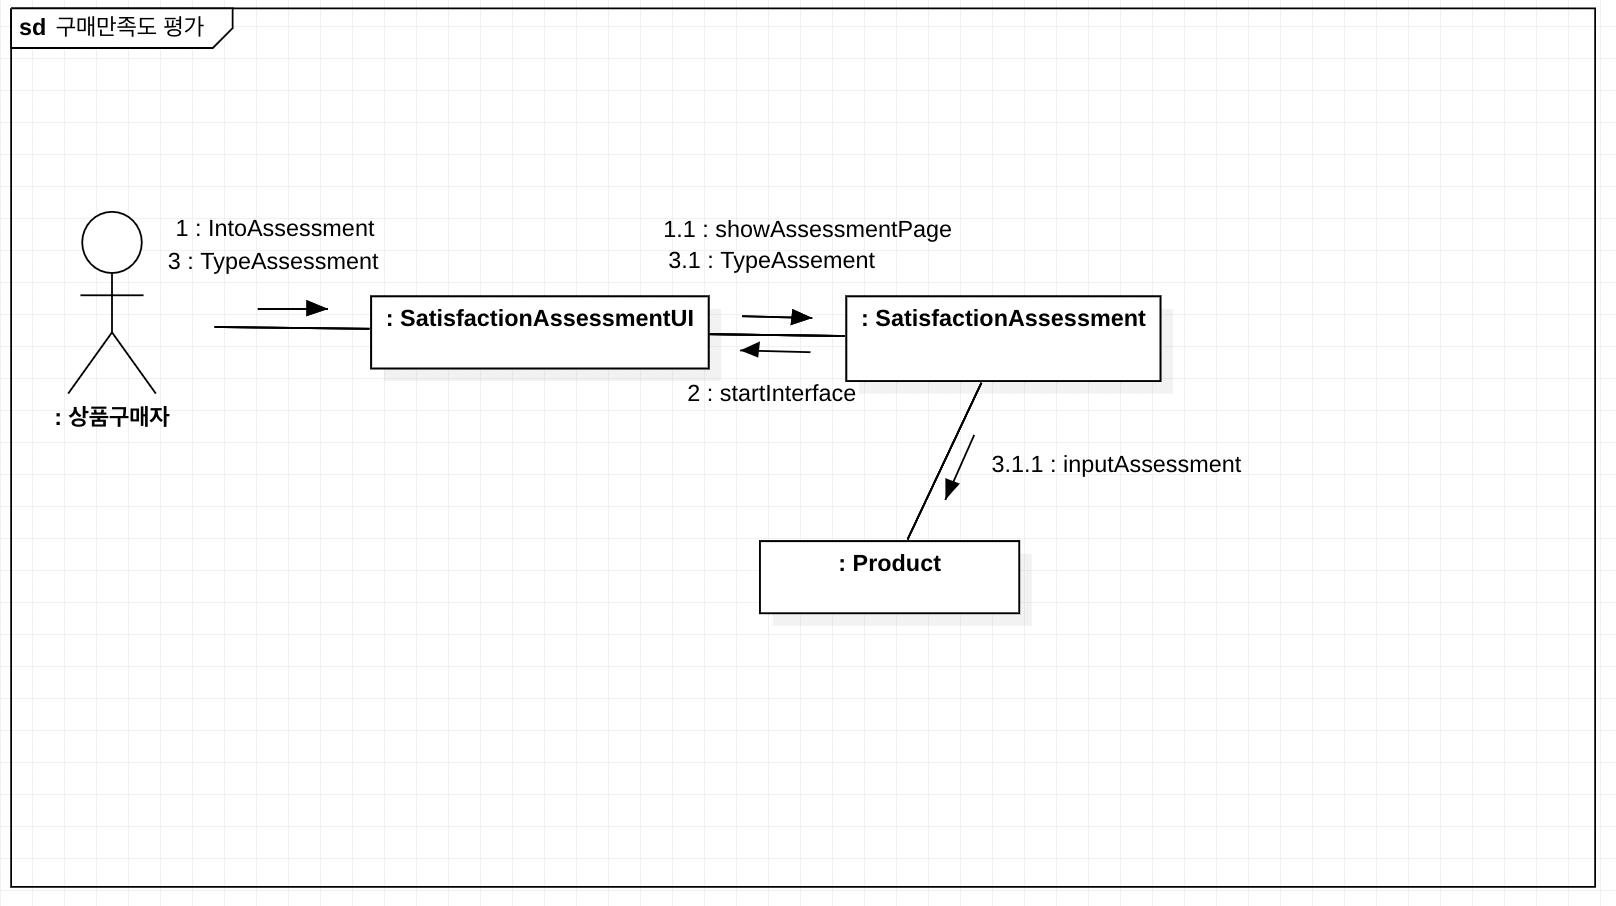 sd 구매만족도 평가
1 : IntoAssessment
3 : TypeAssessment
1.1 : showAssessmentPage
3.1 : TypeAssement
: SatisfactionAssessmentUI
: SatisfactionAssessment
2 : startInterface
: 상품구매자
3.1.1 : inputAssessment
: Product